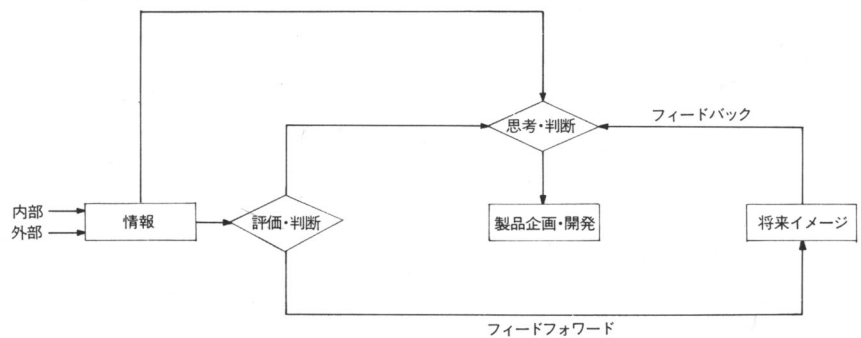 思考・判断
フィードバック
内部
外部
情報
評価・判断
製品企画・開発
将来イメージ
フィードフォワード